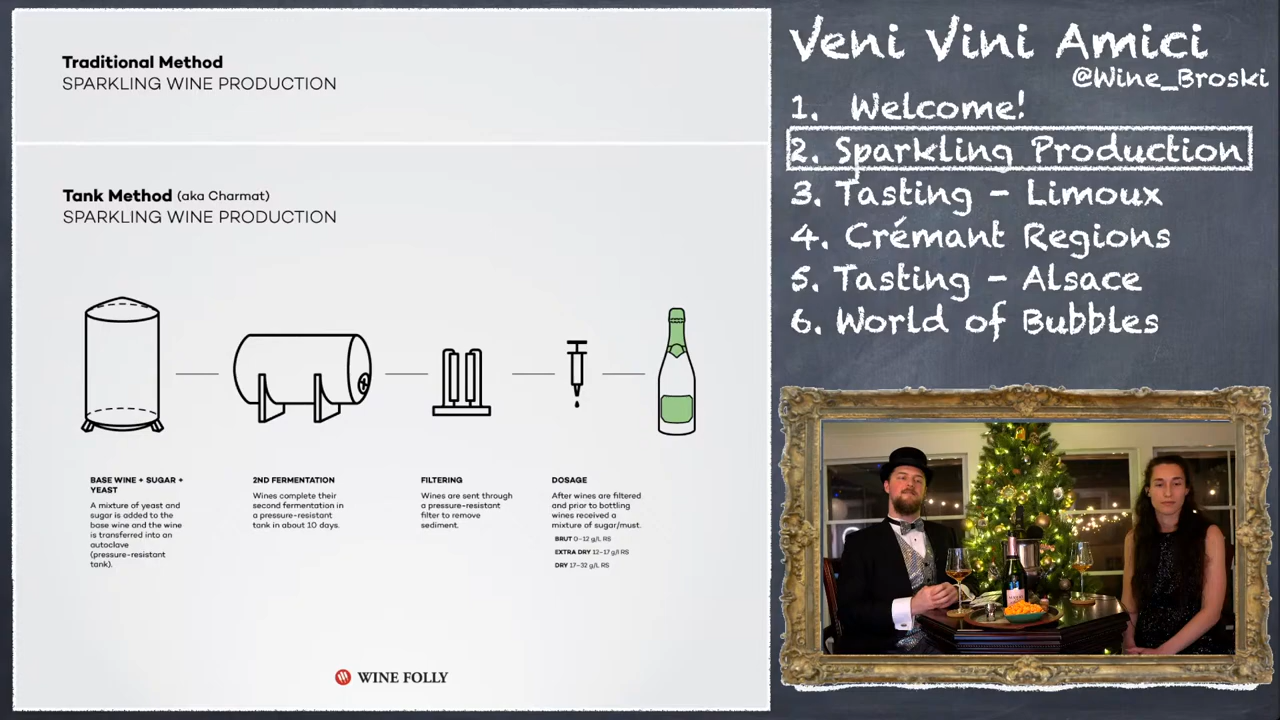 Traditional Method
SPARKLING WINE PRODUCTION
Tank Method (aka Charmat)
SPARKLING WINE PRODUCTION
BASE WINE + SUGAR +
YEAST
A mixture of yeast and
sugar is added to the
base wine and the wine
is transferred into an
autoclave
(pressure-resistant
tank).
2ND FERMENTATION
Wines complete their
second fermentation in
a pressure-resistant
tank in about 10 days.
FILTERING
Wines are sent through
a pressure-resistant
filter to remove
sediment.
DOSAGE
After wines are filtered
and prior to bottling
wines received a
mixture of sugar/must.
BRUT 0-12 g/L RS
EXTRA DRY 12-17 g/l RS
DRY 17-32 g/L RS
WINE FOLLY
Veni Vini Amici
@Wine_Broski
1. Welcome!
2. Sparkling Production
3. Tasting - Limoux
4. Crémant Regions
5. Tasting - Alsace
6. World of Bubbles